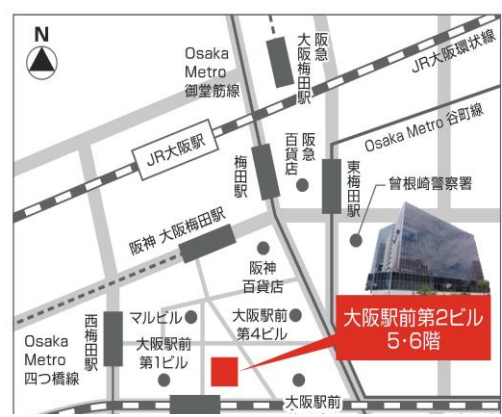 N
Osaka
Metro
御堂筋線
阪急
大阪梅田駅
JR大阪環状線
Osaka Metro 谷町線
JR大阪駅
梅田駅
阪急
百貨店
東梅田駅
曾根崎警察署
阪神 大阪梅田駅
阪神
百貨店
西梅田駅
マルビル
大阪駅前
第4ビル
大阪駅前第2ビル
5・6階
Osaka
Metro
四つ橋線
大阪駅前
第1ビル
大阪駅前